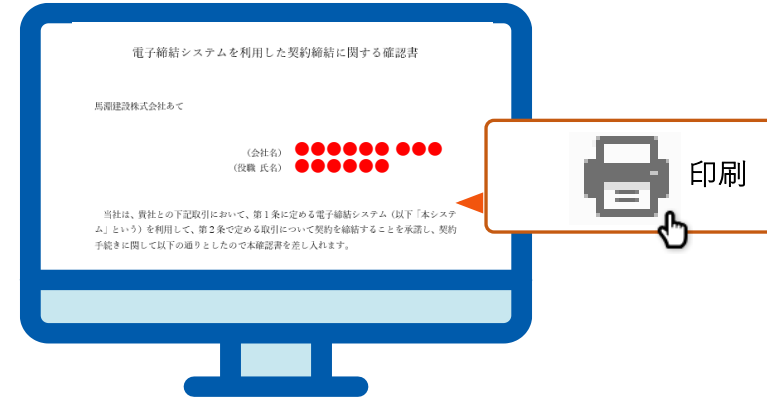 電子締結システムを利用した契約締結に関する確認書
馬淵建設株式会社あて
（会社名）
（役職 氏名）
当社は、貴社との下記取引において、第１条に定める電子締結システム（以下「本システ
ム」という）を利用して、第２条で定める取引について契約を締結することを承諾し、契約
手続きに関して以下の通りとしたので本確認書を差し入れます。
印刷